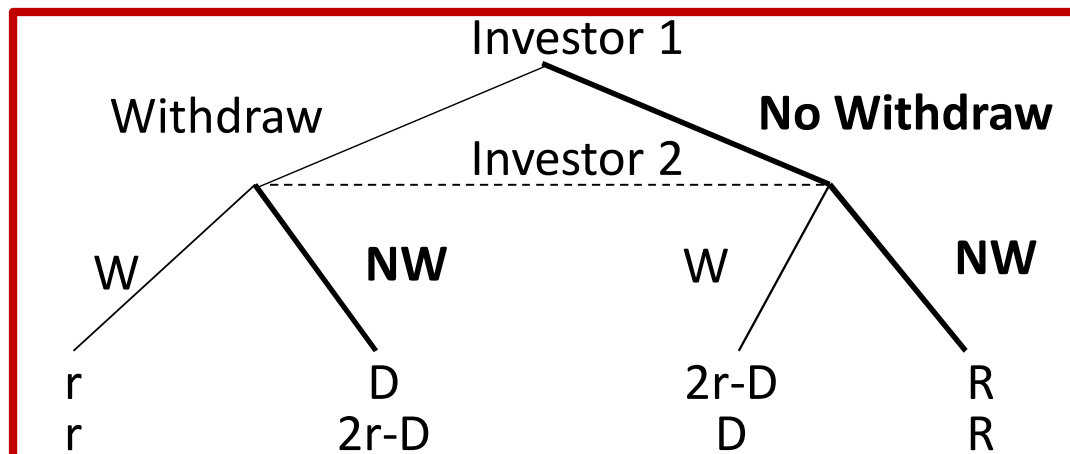 Investor 1
Withdraw No Withdraw
Investor 2
W NW W NW
r D 2r-D R
r 2r-D D R